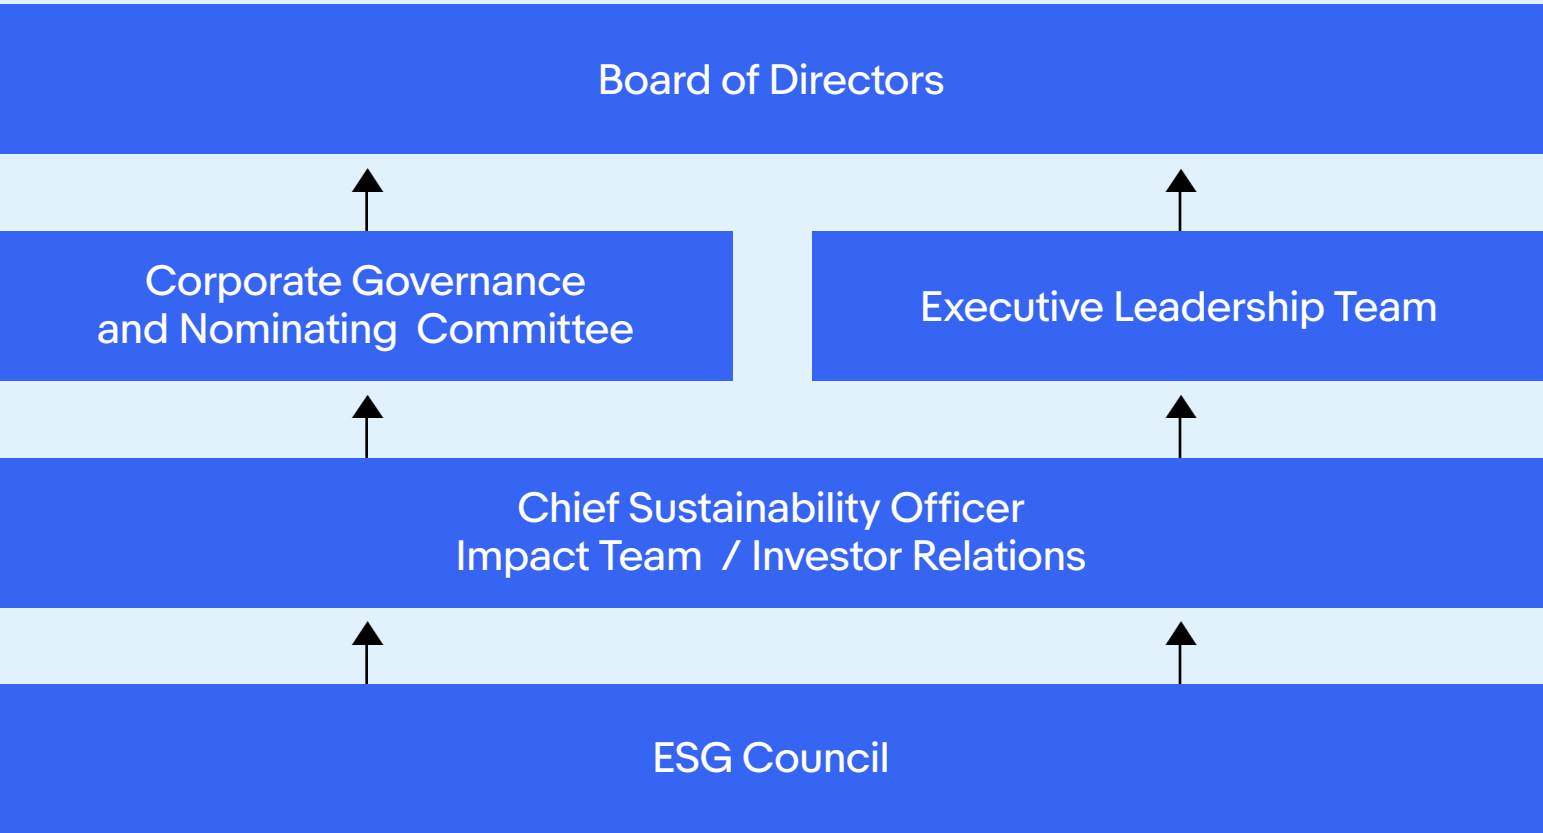 Board of Directors
Corporate Governance
and Nominating Committee
Executive Leadership Team
Chief Sustainability Officer
Impact Team / Investor Relations
ESG Council